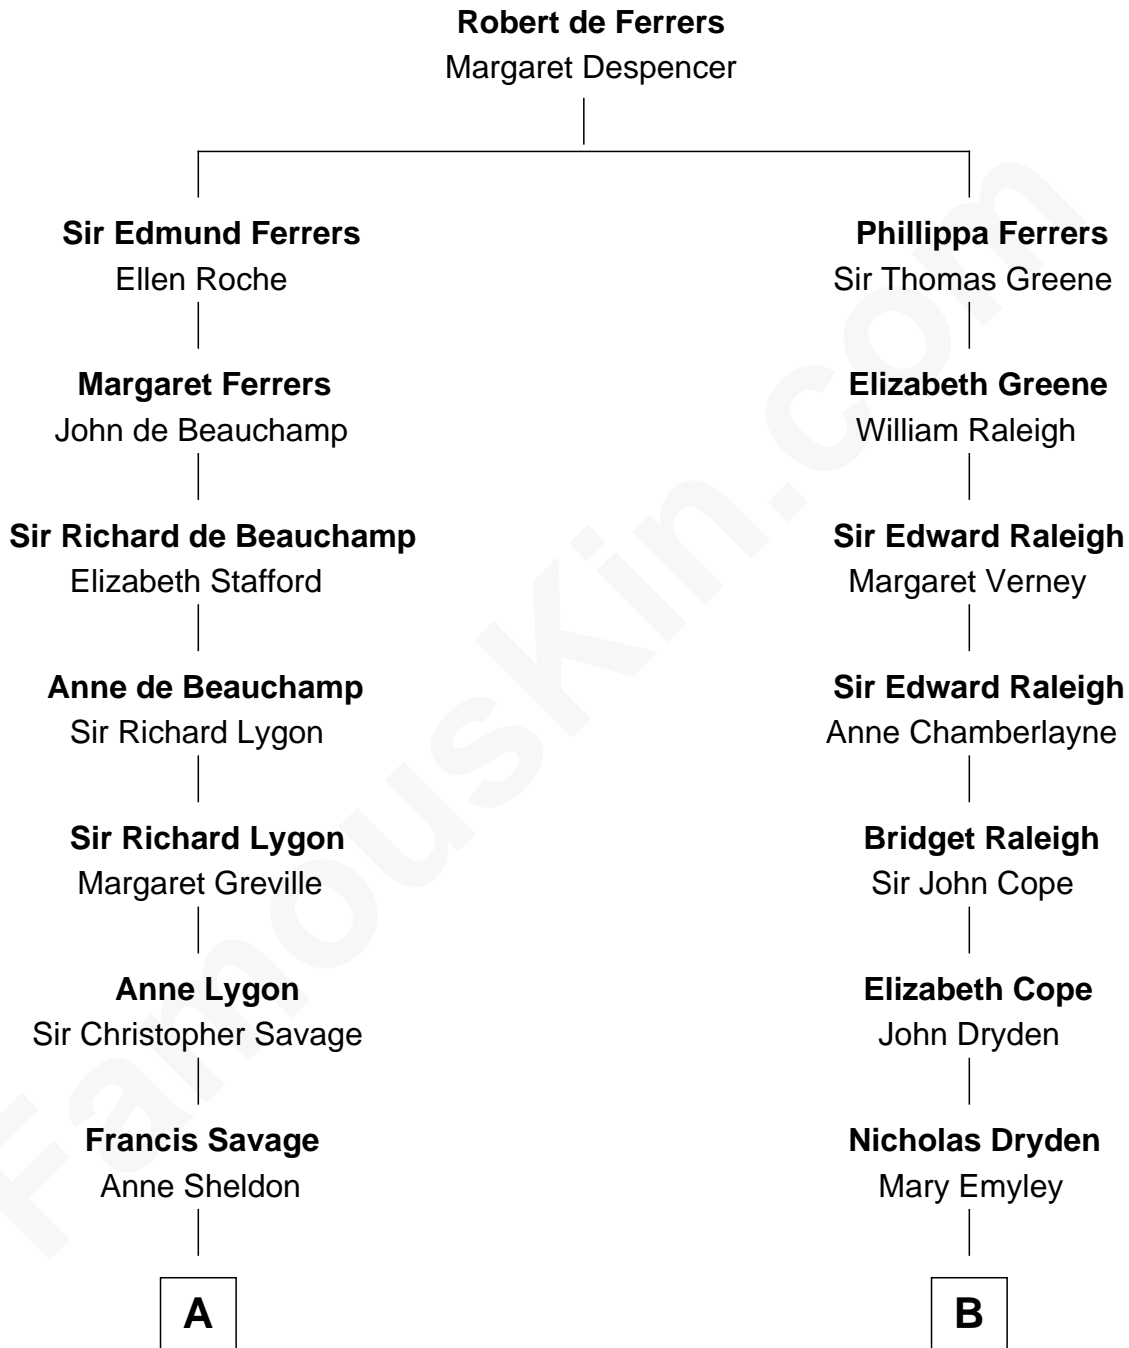 Robert de Ferrers
Margaret Despencer
Sir Edmund Ferrers
Ellen Roche
Margaret Ferrers
John de Beauchamp
Sir Richard de Beauchamp
Elizabeth Stafford
Anne de Beauchamp
Sir Richard Lygon
Sir Richard Lygon
Margaret Greville
Anne Lygon
Sir Christopher Savage
Francis Savage
Anne Sheldon
A
Phillippa Ferrers
Sir Thomas Greene
Elizabeth Greene
William Raleigh
Sir Edward Raleigh
Margaret Verney
Sir Edward Raleigh
Anne Chamberlayne
Bridget Raleigh
Sir John Cope
Elizabeth Cope
John Dryden
Nicholas Dryden
Mary Emyley
B
FamousKin.com